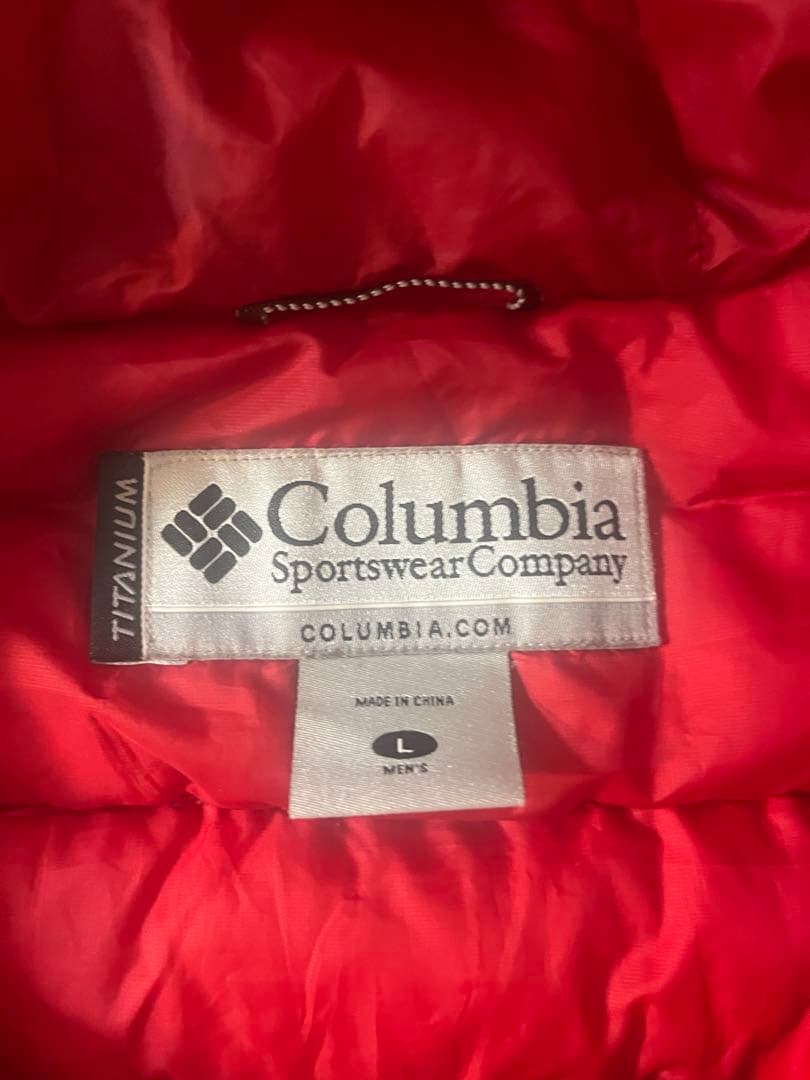 TITANIUM
Columbia
Sportswear Company
COLUMBIA.COM
MADE IN CHINA
L
MEN'S